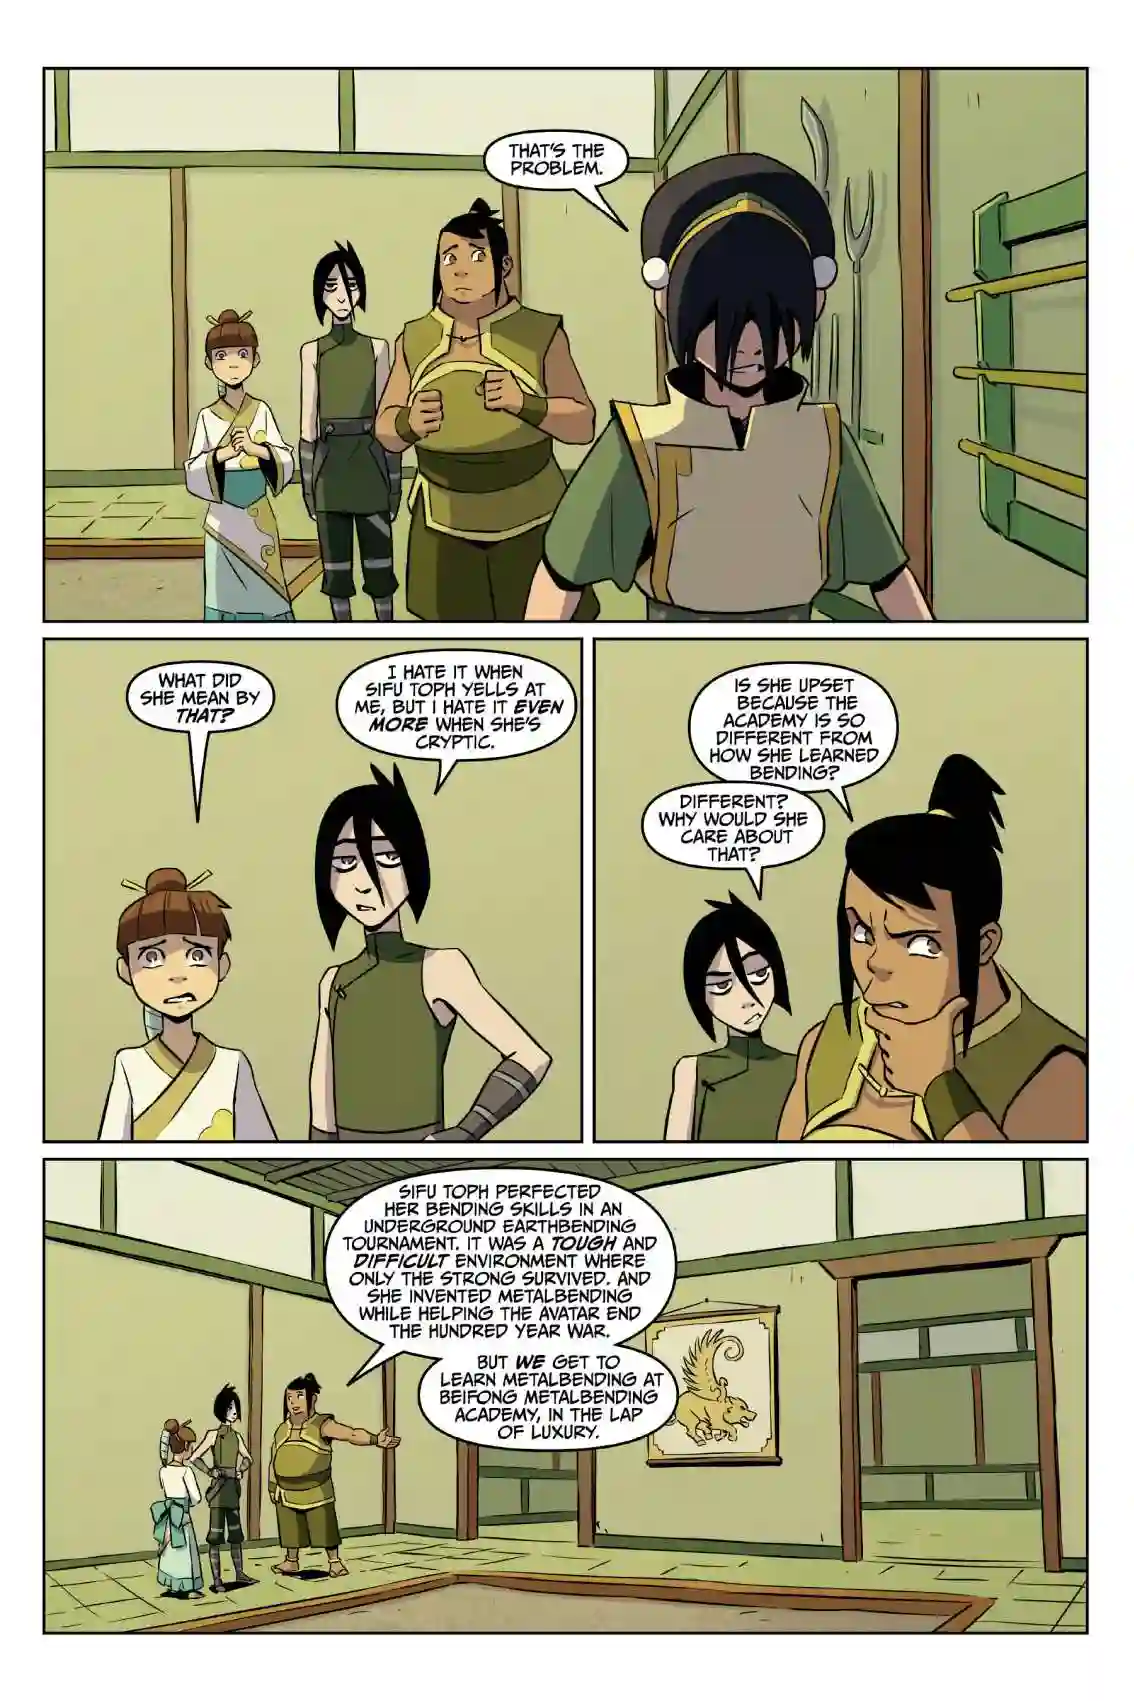 THAT'S THE
PROBLEM.
WHAT DID
SHE MEAN BY
THAT?
I HATE IT WHEN
SIFU TOPH YELLS AT
ME, BUT I HATE IT EVEN
MORE WHEN SHE'S
CRYPTIC.
IS SHE UPSET
BECAUSE THE
ACADEMY IS SO
DIFFERENT FROM
HOW SHE LEARNED
BENDING?
DIFFERENT?
WHY WOULD SHE
CARE ABOUT
THAT?
SIFU TOPH PERFECTED
HER BENDING SKILLS IN AN
UNDERGROUND EARTHBENDING
TOURNAMENT. IT WAS A TOUGH AND
DIFFICULT ENVIRONMENT WHERE
ONLY THE STRONG SURVIVED. AND
SHE INVENTED METALBENDING
WHILE HELPING THE AVATAR END
THE HUNDRED YEAR WAR.
BUT WE GET TO
LEARN METALBENDING AT
BEIFONG METALBENDING
ACADEMY, IN THE LAP
OF LUXURY.